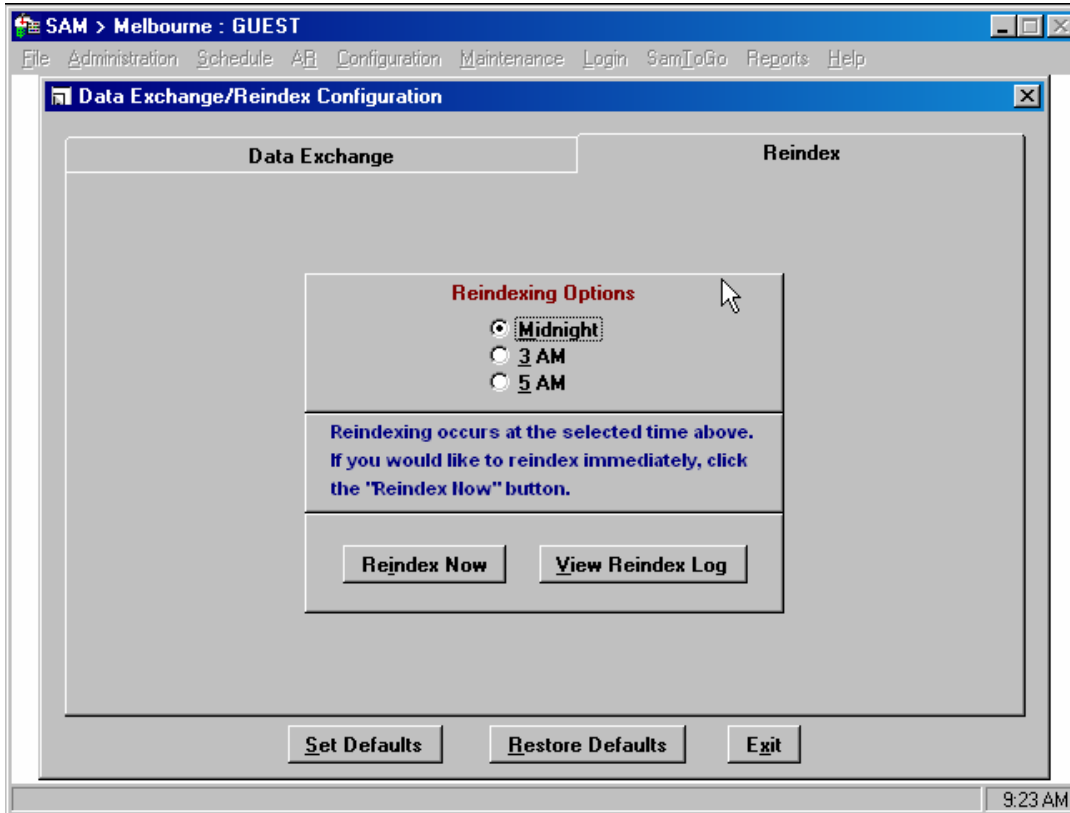 SAM > Melbourne : GUEST
File Administration Schedule AR Configuration Maintenance Login SamToGo Reports Help
Data Exchange/Reindex Configuration
Data Exchange Reindex
Reindexing Options
Midnight
3 AM
5 AM
Reindexing occurs at the selected time above.
If you would like to reindex immediately, click
the "Reindex Now" button.
Reindex Now View Reindex Log
Set Defaults Restore Defaults Exit
9:23 AM